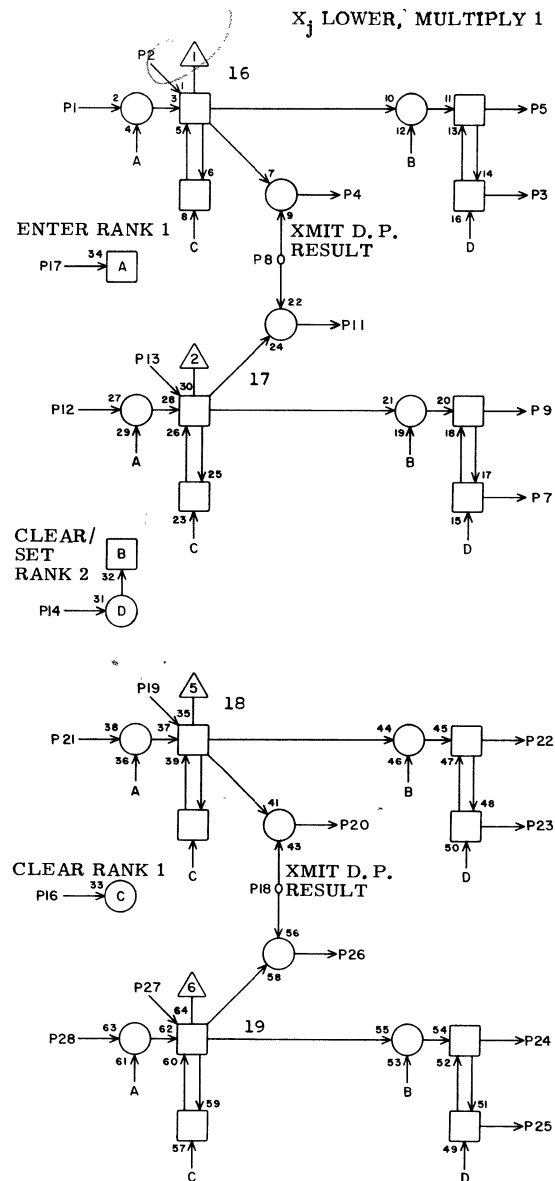 X j LOWER, MULTIPLY 1
P2 1 16
1
P1 2 3 10 11 P5
4 5 12 13
A 6 7 B 14
8 P4 16 P3
9
C D
ENTER RANK 1 XMIT D. P.
RESULT
34
P17 A P8
22
P11
24
P13 2 17
30
P12 27 28 21 20 P9
29 26 19 18
A 25 B 17
23 15 P7
C D
CLEAR/
SET
RANK 2
B
32
31
P14 D
P19 5 18
35
P21 38 37 44 45 P22
36 39 46 47
A 41 B 48
P20 P23
43 50
C D
CLEAR RANK 1 XMIT D. P.
RESULT
33
P16 C P18
56
P26
58
P27 6 19
64
P28 63 62 55 54 P24
61 60 53 52
A 59 B 51
57 49 P25
C D